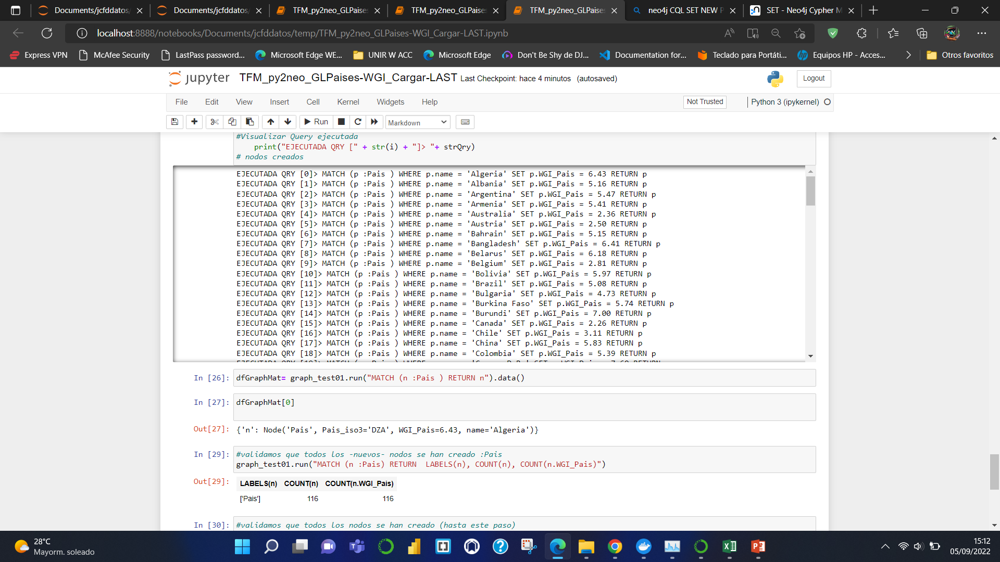 Documents/jcfddatos/
Documents/jcfddatos/
TFM_py2neo_GLPaises
TFM_py2neo_GLPaises
TFM_py2neo_GLPaises
neo4j CQL SET NEW P
SET - Neo4j Cypher M
localhost:8888/notebooks/Documents/jcfddatos/temp/TFM_py2neo_GLPaises-WGI_Cargar-LAST.ipynb
Express VPN
McAfee Security
LastPass password...
Microsoft Edge WE...
UNIR W ACC
Microsoft Edge
Don't Be Shy de DJ...
Documentation for...
Teclado para Portáti...
Equipos HP - Acces...
Otros favoritos
jupyter TFM_py2neo_GLPaises-WGI_Cargar-LAST Last Checkpoint: hace 4 minutos (autosaved)
Logout
File Edit View Insert Cell Kernel Widgets Help
Not Trusted
Python 3 (ipykernel)
Run
Markdown
#Visualizar Query ejecutada
print("EJECUTADA QRY [" + str(i) + "]> "+ strQry)
# nodos creados
EJECUTADA QRY [0]> MATCH (p :Pais ) WHERE p.name = 'Algeria' SET p.WGI_Pais = 6.43 RETURN p
EJECUTADA QRY [1]> MATCH (p :Pais ) WHERE p.name = 'Albania' SET p.WGI_Pais = 5.16 RETURN p
EJECUTADA QRY [2]> MATCH (p :Pais ) WHERE p.name = 'Argentina' SET p.WGI_Pais = 5.47 RETURN p
EJECUTADA QRY [3]> MATCH (p :Pais ) WHERE p.name = 'Armenia' SET p.WGI_Pais = 5.41 RETURN p
EJECUTADA QRY [4]> MATCH (p :Pais ) WHERE p.name = 'Australia' SET p.WGI_Pais = 2.36 RETURN p
EJECUTADA QRY [5]> MATCH (p :Pais ) WHERE p.name = 'Austria' SET p.WGI_Pais = 2.50 RETURN p
EJECUTADA QRY [6]> MATCH (p :Pais ) WHERE p.name = 'Bahrain' SET p.WGI_Pais = 5.15 RETURN p
EJECUTADA QRY [7]> MATCH (p :Pais ) WHERE p.name = 'Bangladesh' SET p.WGI_Pais = 6.41 RETURN p
EJECUTADA QRY [8]> MATCH (p :Pais ) WHERE p.name = 'Belarus' SET p.WGI_Pais = 6.18 RETURN p
EJECUTADA QRY [9]> MATCH (p :Pais ) WHERE p.name = 'Belgium' SET p.WGI_Pais = 2.81 RETURN p
EJECUTADA QRY [10]> MATCH (p :Pais ) WHERE p.name = 'Bolivia' SET p.WGI_Pais = 5.97 RETURN p
EJECUTADA QRY [11]> MATCH (p :Pais ) WHERE p.name = 'Brazil' SET p.WGI_Pais = 5.08 RETURN p
EJECUTADA QRY [12]> MATCH (p :Pais ) WHERE p.name = 'Bulgaria' SET p.WGI_Pais = 4.73 RETURN p
EJECUTADA QRY [13]> MATCH (p :Pais ) WHERE p.name = 'Burkina Faso' SET p.WGI_Pais = 5.74 RETURN p
EJECUTADA QRY [14]> MATCH (p :Pais ) WHERE p.name = 'Burundi' SET p.WGI_Pais = 7.00 RETURN p
EJECUTADA QRY [15]> MATCH (p :Pais ) WHERE p.name = 'Canada' SET p.WGI_Pais = 2.26 RETURN p
EJECUTADA QRY [16]> MATCH (p :Pais ) WHERE p.name = 'Chile' SET p.WGI_Pais = 3.11 RETURN p
EJECUTADA QRY [17]> MATCH (p :Pais ) WHERE p.name = 'China' SET p.WGI_Pais = 5.83 RETURN p
EJECUTADA QRY [18]> MATCH (p :Pais ) WHERE p.name = 'Colombia' SET p.WGI_Pais = 5.39 RETURN p
In [26]: dfGraphMat= graph_test01.run("MATCH (n :Pais ) RETURN n").data()
In [27]: dfGraphMat[0]
Out[27]: {'n': Node('Pais', Pais_iso3='DZA', WGI_Pais=6.43, name='Algeria')}
In [29]: #validamos que todos los -nuevos- nodos se han creado :Pais
graph_test01.run("MATCH (n :Pais) RETURN  LABELS(n), COUNT(n), COUNT(n.WGI_Pais)")
Out[29]: LABELS(n) COUNT(n) COUNT(n.WGI_Pais)
['Pais'] 116 116
In [30]: #validamos que todos los nodos se han creado (hasta este paso)
28°C
Mayorm. soleado
15:12
05/09/2022